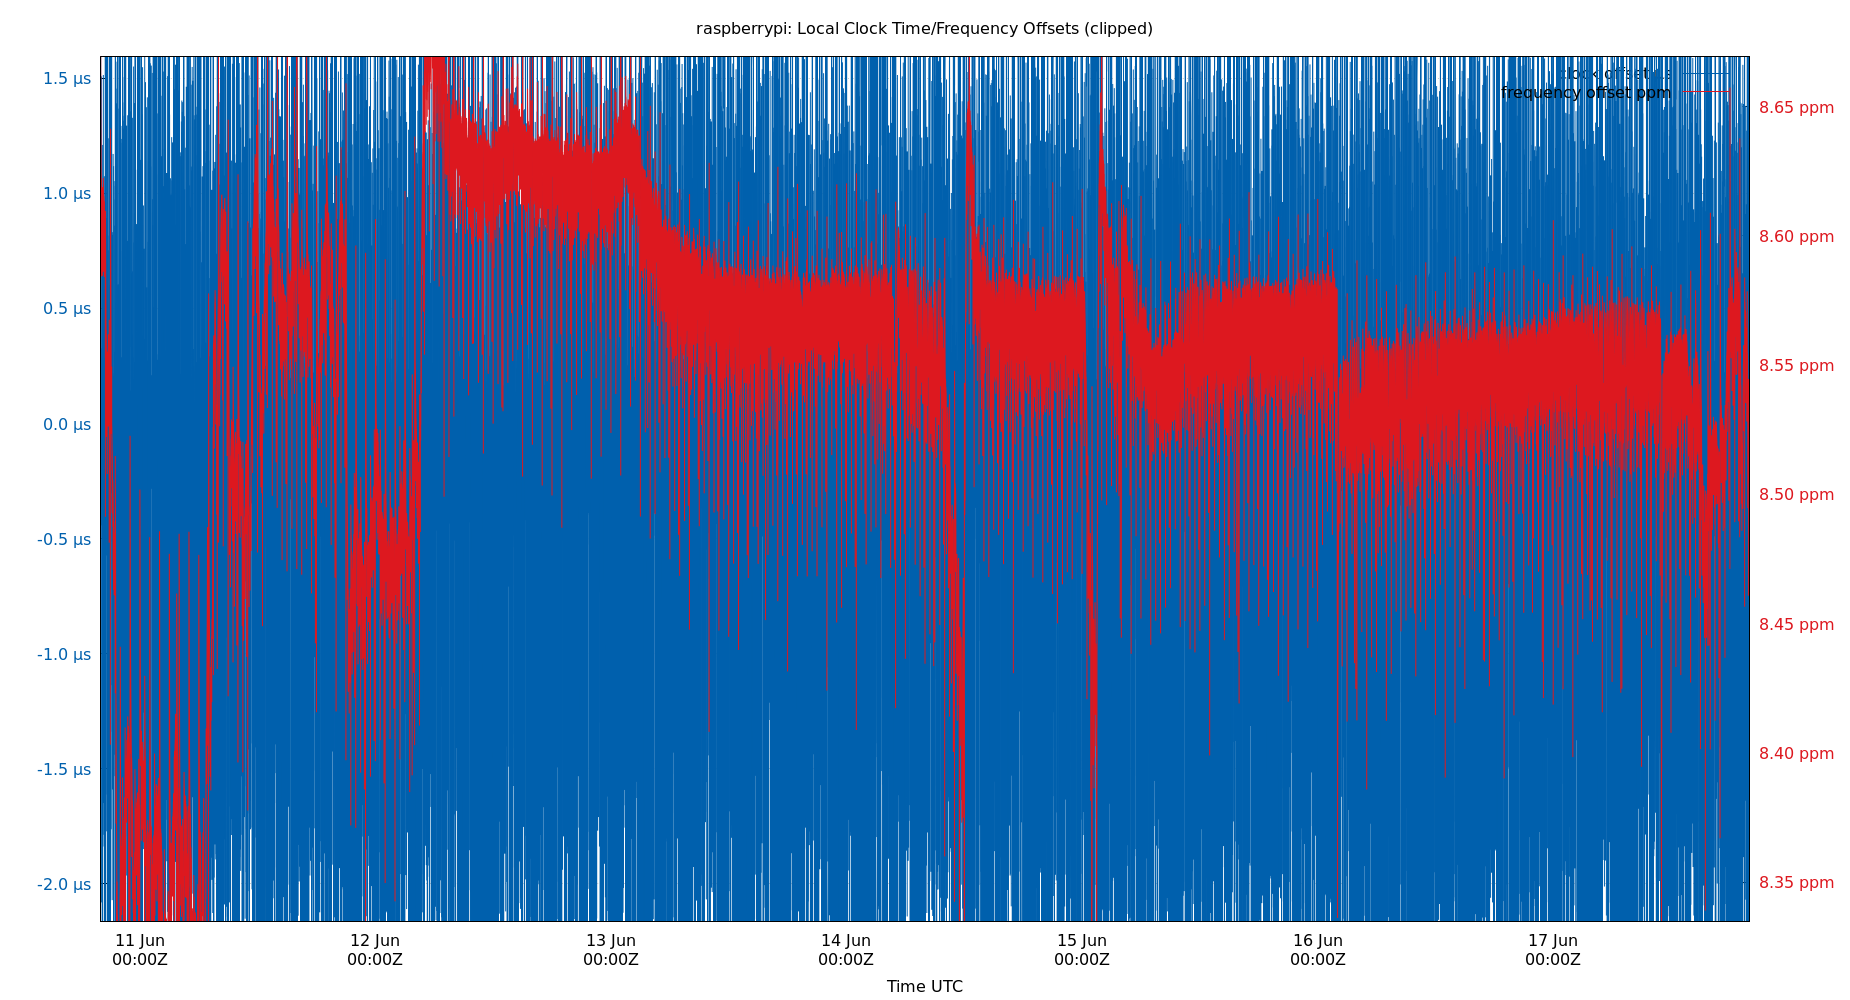 raspberrypi: Local Clock Time/Frequency Offsets (clipped)
clock offset
frequency offset ppm
1.5 µs
1.0 µs
0.5 µs
0.0 µs
-0.5 µs
-1.0 µs
-1.5 µs
-2.0 µs
8.65 ppm
8.60 ppm
8.55 ppm
8.50 ppm
8.45 ppm
8.40 ppm
8.35 ppm
11 Jun 12 Jun 13 Jun 14 Jun 15 Jun 16 Jun 17 Jun
00:00Z 00:00Z 00:00Z 00:00Z 00:00Z 00:00Z 00:00Z
Time UTC